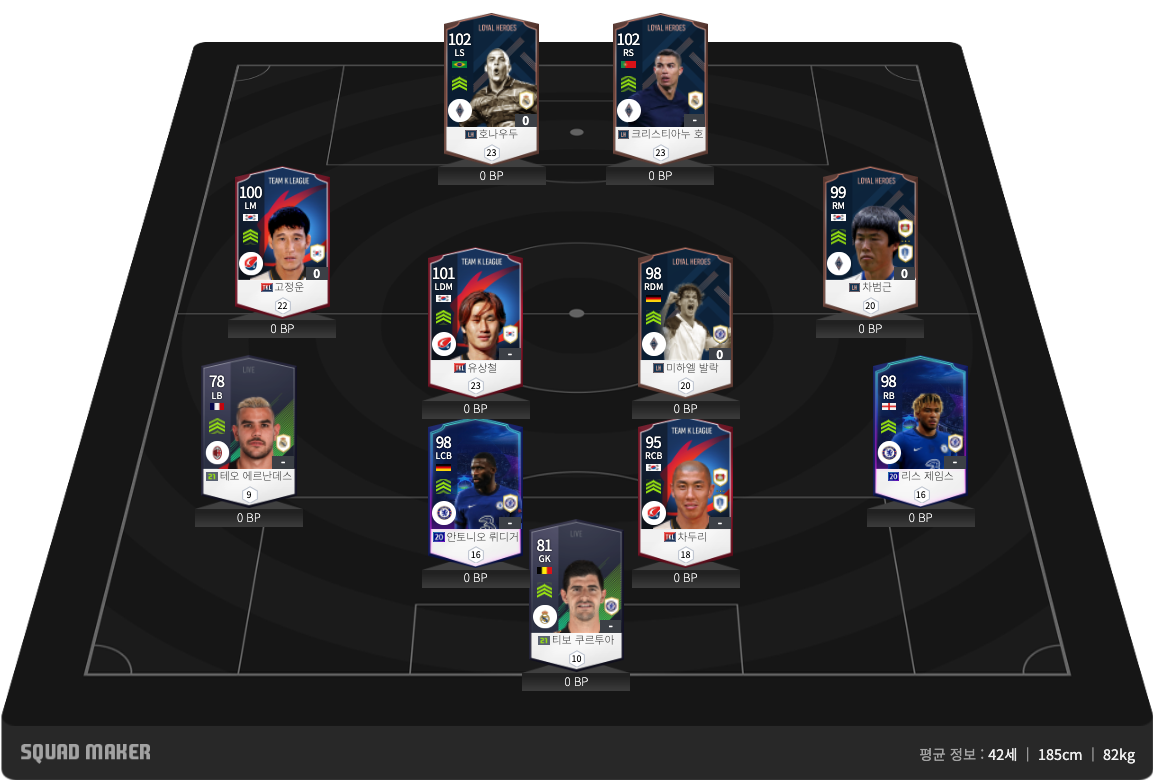 LOYAL HEROES
102
LS
0
LH 호나우두
23
0 BP
LOYAL HEROES
102
RS
-
LH 크리스티아누 호
23
0 BP
TEAM K LEAGUE
100
LM
0
TKL 고정운
22
0 BP
LOYAL HEROES
99
RM
0
LH 차범근
20
0 BP
TEAM K LEAGUE
101
LDM
-
TKL 유상철
23
0 BP
LOYAL HEROES
98
RDM
0
LH 미하엘 발락
20
0 BP
LIVE
78
LB
-
21 테오 에르난데스
9
0 BP
98
LCB
-
20 안토니오 뤼디거
16
0 BP
TEAM K LEAGUE
95
RCB
-
TKL 차두리
18
0 BP
98
RB
-
20 리스 제임스
16
0 BP
LIVE
81
GK
-
21 티보 쿠르투아
10
0 BP
SQUAD MAKER
평균 정보 : 42세 | 185cm | 82kg